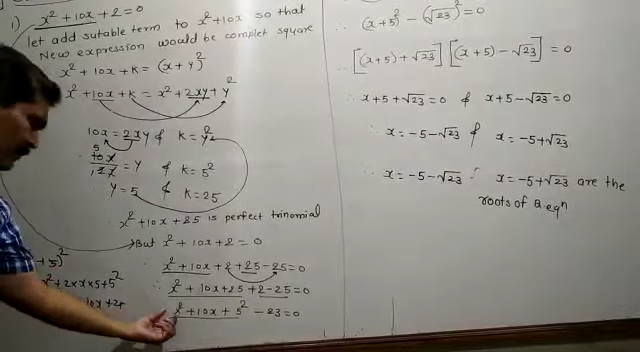 1) x² + 10x + 2 = 0
let add suitable term to x² + 10x so that
New expression would be complet square
x² + 10x + k = (x + y)²
x² + 10x + k = x² + 2xy + y²
10x = 2xy & k = y²
5
10x/12x = y & k = 5²
y = 5 & k = 25
x² + 10x + 25 is perfect trinomial
But x² + 10x + 2 = 0
x² + 10x + 2 + 25 - 25 = 0
∴ x² + 10x + 25 + 2 - 25 = 0
x² + 10x + 5² - 23 = 0
+ 5)²
x² + 2×x×5 + 5²
10x + 25
∴ (x+5)² - (√23)² = 0
∴ [(x+5) + √23] [(x+5) - √23] = 0
∴ x + 5 + √23 = 0 & x + 5 - √23 = 0
∴ x = -5 - √23 & x = -5 + √23
∴ x = -5 - √23 & x = -5 + √23 are the
roots of Q. eqn